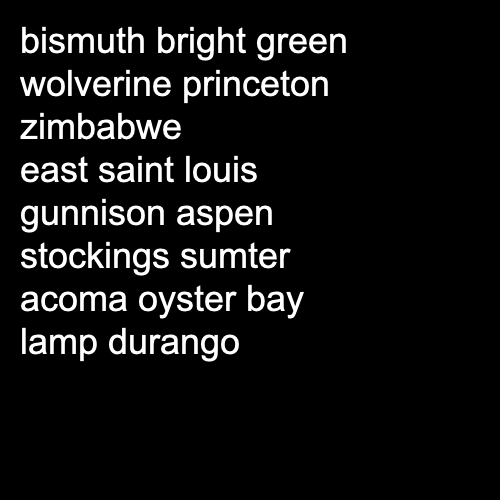 bismuth bright green
wolverine princeton
zimbabwe
east saint louis
gunnison aspen
stockings sumter
acoma oyster bay
lamp durango